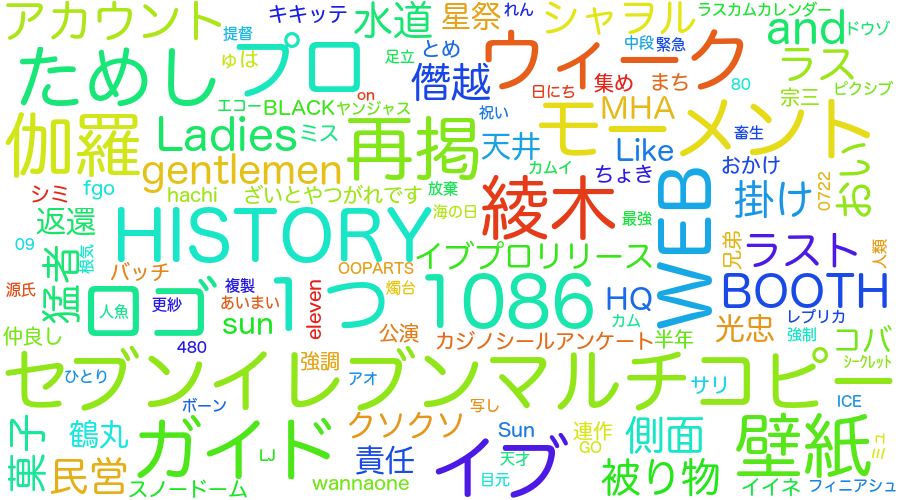 アカウント
キキッテ
水道
星祭
れん
シャヲル
ラスカムカレンダー
and
ドウゾ
提督
ゅは
足立
とめ
中段
緊急
ためし
プロ
僭越
ウィーク
集め
まち
80
ラス
宗三
ピクシブ
エコー
BLACK
ヤンジャス
on
日にち
MHA
祝い
モーメント
畜生
伽羅
Ladies
ミス
再掲
天井
Like
おかけ
おい
gentlemen
カムイ
ちょき
掛け
0722
シミ
fgo
hachi
ざいとやつがれです
放棄
綾木
WEB
返還
海の日
最強
HISTORY
兄弟
ラスト
人類
09
根気
猛者
バッチ
OOPARTS
イブプロリリース
源氏
ロゴ
人魚
更紗
複製
あいまい
1つ
燭台
1086
HQ
BOOTH
レプリカ
仲良し
sun
eleven
公演
カム
カジノシールアンケート
半年
光忠
強制
コバ
480
強調
セブンイレブンマルチコピー
シークレット
ひとり
アオ
サリ
ボーン
写し
ICE
菓子
鶴丸
ガイド
クソクソ
Sun
連作
側面
壁紙
ミュ
民営
ω
責任
イブ
天才
GO
被り物
スノードーム
wannaone
目元
イイネ
フィニアシュ